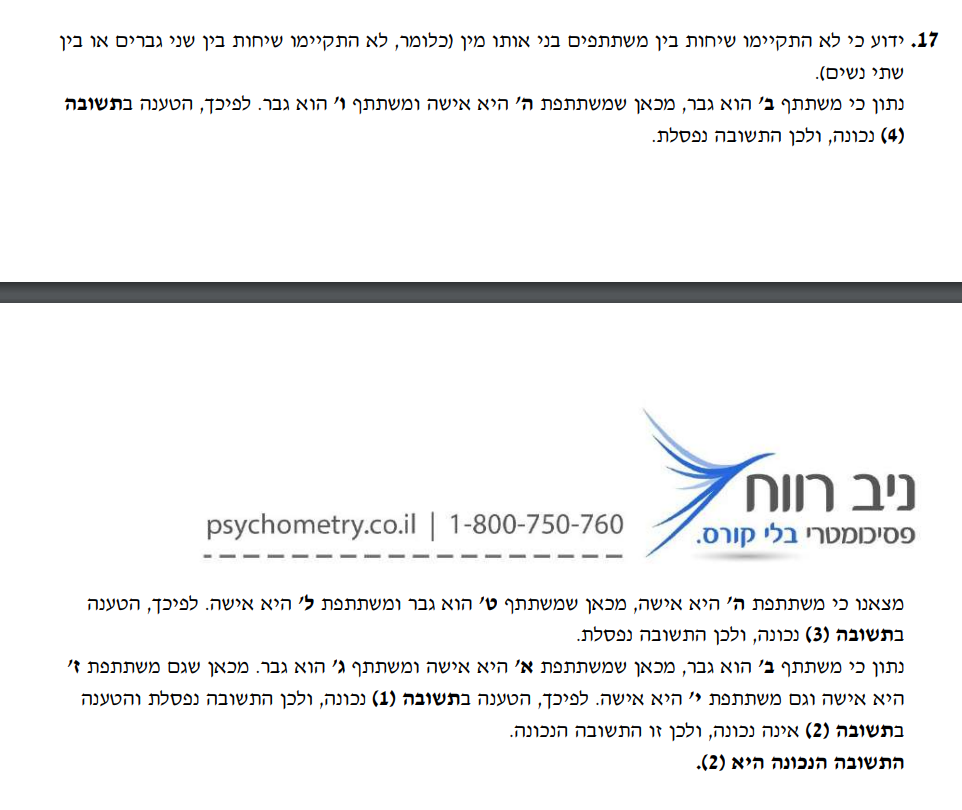 17. ידוע כי לא התקיימו שיחות בין משתתפים בני אותו מין (כלומר, לא התקיימו שיחות בין שני גברים או בין
שתי נשים).
נתון כי משתתף ב' הוא גבר, מכאן שמשתתפת ה' היא אישה ומשתתף ו' הוא גבר. לפיכך, הטענה בתשובה
(4) נכונה, ולכן התשובה נפסלת.
ניב רווח
פסיכומטרי בלי קורס.
psychometry.co.il | 1-800-750-760
מצאנו כי משתתפת ה' היא אישה, מכאן שמשתתף ט' הוא גבר ומשתתפת ל' היא אישה. לפיכך, הטענה
בתשובה (3) נכונה, ולכן התשובה נפסלת.
נתון כי משתתף ב' הוא גבר, מכאן שמשתתפת א' היא אישה ומשתתף ג' הוא גבר. מכאן שגם משתתפת ז'
היא אישה וגם משתתפת י' היא אישה. לפיכך, הטענה בתשובה (1) נכונה, ולכן התשובה נפסלת והטענה
בתשובה (2) אינה נכונה, ולכן זו התשובה הנכונה.
התשובה הנכונה היא (2).